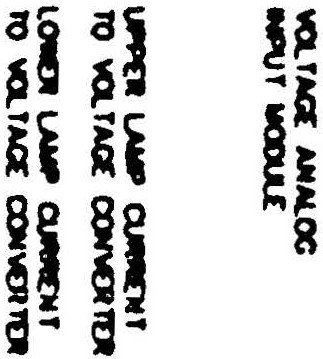 VOLTAGE ANALOG
INPUT MODULE
UPPER LAMP CURRENT
TO VOLTAGE CONVERTER
LOWER LAMP CURRENT
TO VOLTAGE CONVERTER